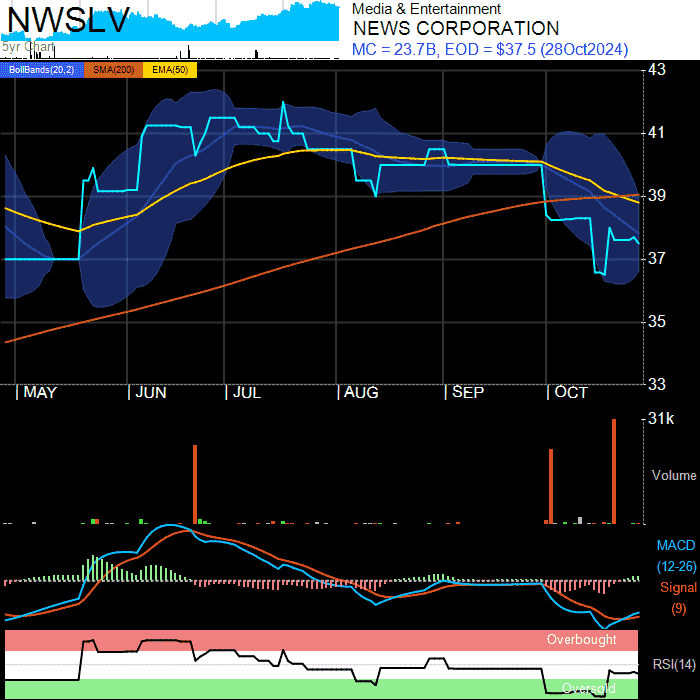 NWSLV
5yr Chart
Media & Entertainment
NEWS CORPORATION
MC = 23.7B, EOD = $37.5 (28Oct2024)
BollBands(20,2) SMA(200) EMA(50)
43
41
39
37
35
33
MAY JUN JUL AUG SEP OCT
31k
Volume
MACD
(12-26)
Signal
(9)
Overbought
RSI(14)
Oversold